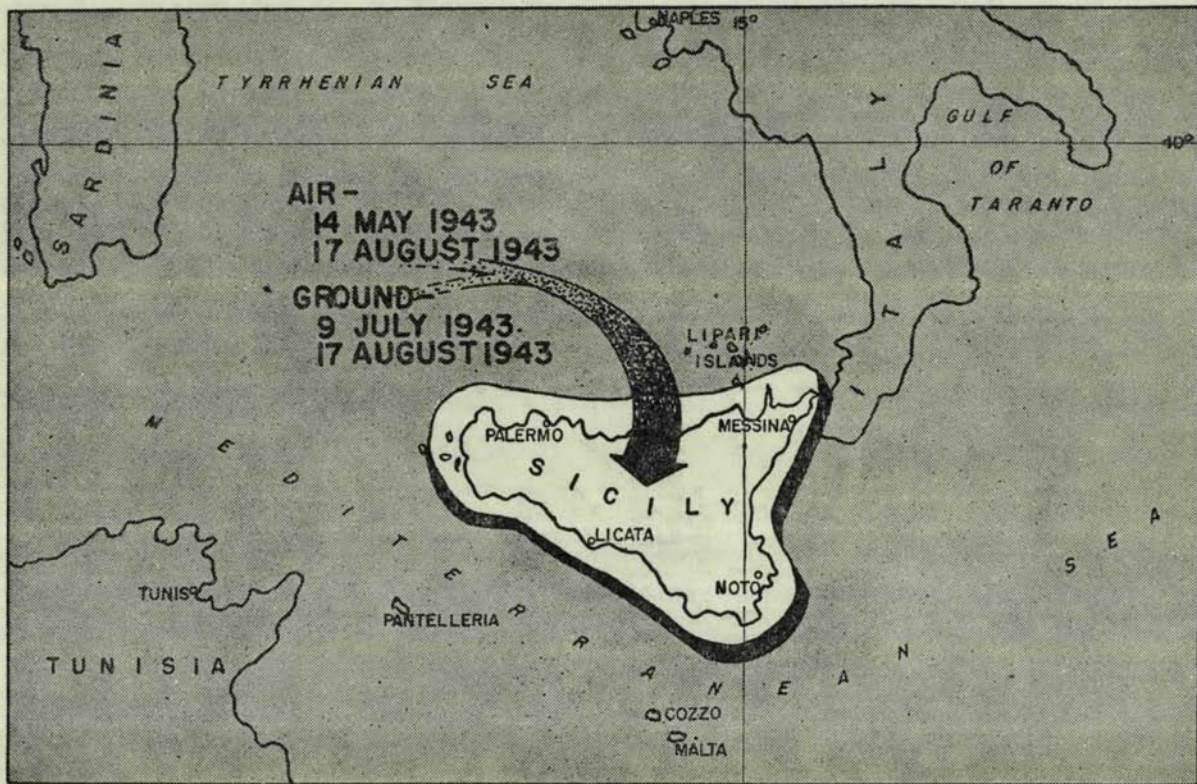 NAPLES
15°
TYRRHENIAN SEA
SARDINIA
ITALY
GULF
OF
TARANTO
40°
AIR-
14 MAY 1943
17 AUGUST 1943
GROUND-
9 JULY 1943-
17 AUGUST 1943
LIPARI
ISLANDS
PALERMO
MESSINA
SICILY
LICATA
NOTO
MEDITERRANEAN SEA
TUNIS
PANTELLERIA
TUNISIA
COZZO
MALTA